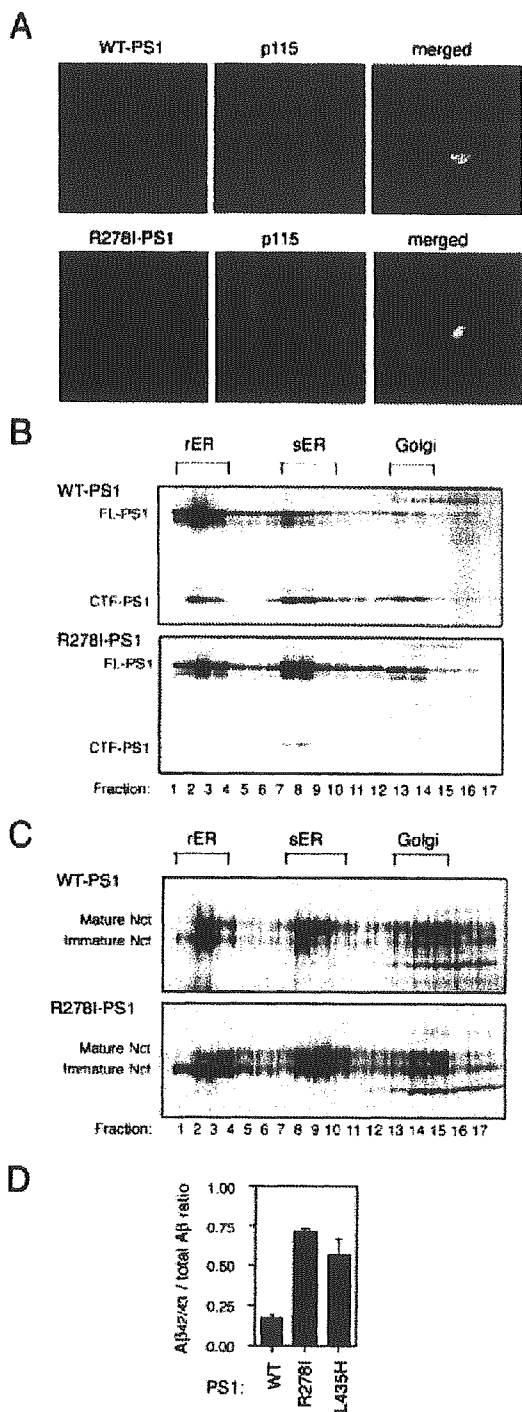 A
WT-PS1 p115 merged
R278I-PS1 p115 merged
B
rER sER Golgi
WT-PS1
FL-PS1
CTF-PS1
R278I-PS1
FL-PS1
CTF-PS1
Fraction: 1 2 3 4 5 6 7 8 9 10 11 12 13 14 15 16 17
C
rER sER Golgi
WT-PS1
Mature Nct
Immature Nct
R278I-PS1
Mature Nct
Immature Nct
Fraction: 1 2 3 4 5 6 7 8 9 10 11 12 13 14 15 16 17
D
Aβ42/43 / total Aβ ratio
1.00
0.75
0.50
0.25
0.00
PS1: WT R278I L435H